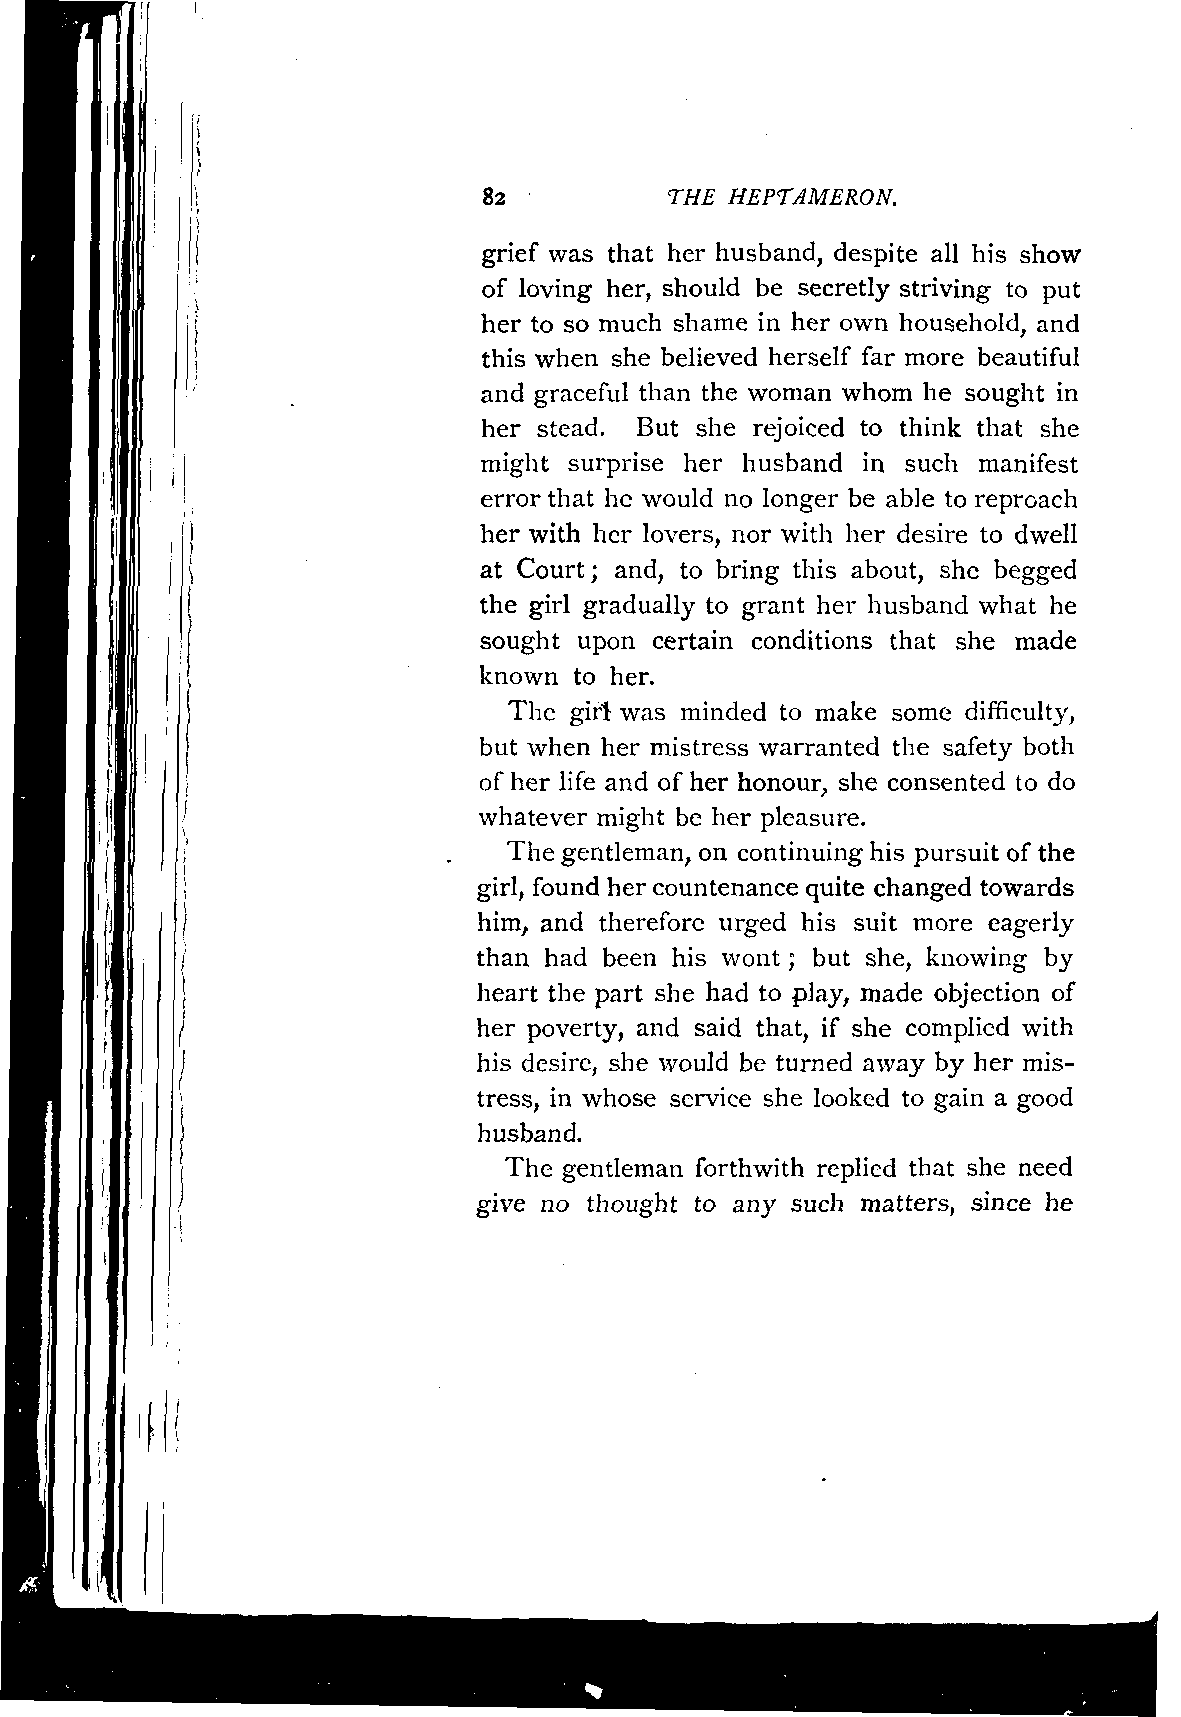 82 THE HEPTAMERON.
grief was that her husband, despite all his show
of loving her, should be secretly striving to put
her to so much shame in her own household, and
this when she believed herself far more beautiful
and graceful than the woman whom he sought in
her stead. But she rejoiced to think that she
might surprise her husband in such manifest
error that he would no longer be able to reproach
her with her lovers, nor with her desire to dwell
at Court; and, to bring this about, she begged
the girl gradually to grant her husband what he
sought upon certain conditions that she made
known to her.
The girl was minded to make some difficulty,
but when her mistress warranted the safety both
of her life and of her honour, she consented to do
whatever might be her pleasure.
The gentleman, on continuing his pursuit of the
girl, found her countenance quite changed towards
him, and therefore urged his suit more eagerly
than had been his wont; but she, knowing by
heart the part she had to play, made objection of
her poverty, and said that, if she complied with
his desire, she would be turned away by her mis-
tress, in whose service she looked to gain a good
husband.
The gentleman forthwith replied that she need
give no thought to any such matters, since he